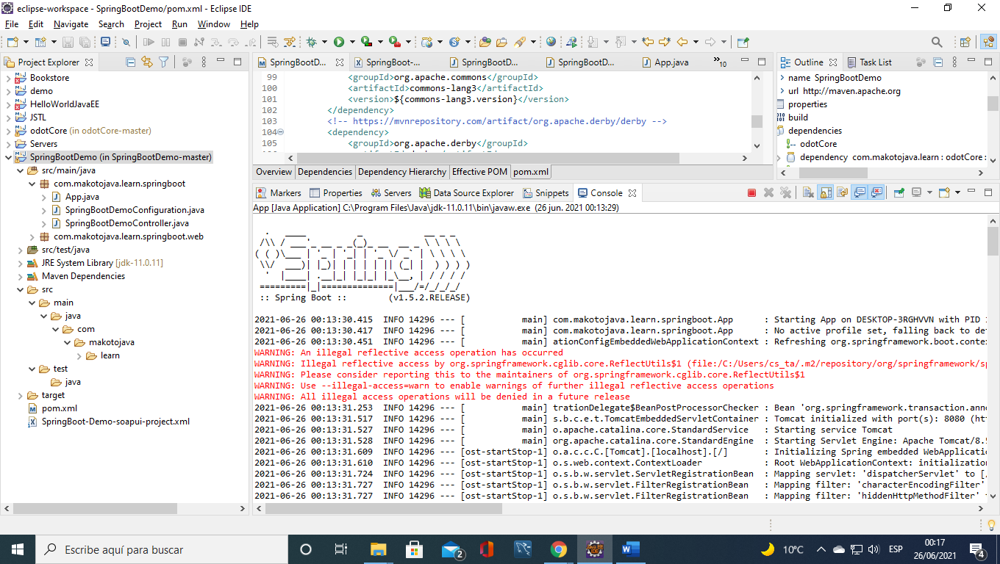 eclipse-workspace - SpringBootDemo/pom.xml - Eclipse IDE
File Edit Navigate Search Project Run Window Help
Project Explorer
Bookstore
demo
HelloWorldJavaEE
JSTL
odotCore (in odotCore-master)
Servers
SpringBootDemo (in SpringBootDemo-master)
src/main/java
com.makotojava.learn.springboot
App.java
SpringBootDemoConfiguration.java
SpringBootDemoController.java
com.makotojava.learn.springboot.web
src/test/java
JRE System Library [jdk-11.0.11]
Maven Dependencies
src
main
java
com
makotojava
learn
test
java
target
pom.xml
SpringBoot-Demo-soapui-project.xml
SpringBootD... SpringBoot-... SpringBootD... SpringBootD... App.java »10
99 <groupId>org.apache.commons</groupId>
100 <artifactId>commons-lang3</artifactId>
101 <version>${commons-lang3.version}</version>
102 </dependency>
103 <!-- https://mvnrepository.com/artifact/org.apache.derby/derby -->
104 <dependency>
105 <groupId>org.apache.derby</groupId>
Overview Dependencies Dependency Hierarchy Effective POM pom.xml
Outline Task List
name SpringBootDemo
url http://maven.apache.org
properties
build
dependencies
odotCore
dependency com.makotojava.learn : odotCore :
Markers Properties Servers Data Source Explorer Snippets Console
App [Java Application] C:\Program Files\Java\jdk-11.0.11\bin\javaw.exe (26 jun. 2021 00:13:29)
Spring
:: Spring Boot :: (v1.5.2.RELEASE)
2021-06-26 00:13:30.415 INFO 14296 --- [ main] com.makotojava.learn.springboot.App : Starting App on DESKTOP-3RGHVVN with PID
2021-06-26 00:13:30.417 INFO 14296 --- [ main] com.makotojava.learn.springboot.App : No active profile set, falling back to de
2021-06-26 00:13:30.451 INFO 14296 --- [ main] ationConfigEmbeddedWebApplicationContext : Refreshing org.springframework.boot.conte
WARNING: An illegal reflective access operation has occurred
WARNING: Illegal reflective access by org.springframework.cglib.core.ReflectUtils$1 (file:/C:/Users/cs_ta/.m2/repository/org/springframework/s
WARNING: Please consider reporting this to the maintainers of org.springframework.cglib.core.ReflectUtils$1
WARNING: Use --illegal-access=warn to enable warnings of further illegal reflective access operations
WARNING: All illegal access operations will be denied in a future release
2021-06-26 00:13:31.253 INFO 14296 --- [ main] trationDelegate$BeanPostProcessorChecker : Bean 'org.springframework.transaction.ann
2021-06-26 00:13:31.517 INFO 14296 --- [ main] s.b.c.e.t.TomcatEmbeddedServletContainer : Tomcat initialized with port(s): 8080 (ht
2021-06-26 00:13:31.527 INFO 14296 --- [ main] o.apache.catalina.core.StandardService : Starting service Tomcat
2021-06-26 00:13:31.528 INFO 14296 --- [ main] org.apache.catalina.core.StandardEngine : Starting Servlet Engine: Apache Tomcat/8.
2021-06-26 00:13:31.609 INFO 14296 --- [ost-startStop-1] o.a.c.c.C.[Tomcat].[localhost].[/] : Initializing Spring embedded WebApplicati
2021-06-26 00:13:31.610 INFO 14296 --- [ost-startStop-1] o.s.web.context.ContextLoader : Root WebApplicationContext: initialization
2021-06-26 00:13:31.724 INFO 14296 --- [ost-startStop-1] o.s.b.w.servlet.ServletRegistrationBean : Mapping servlet: 'dispatcherServlet' to [
2021-06-26 00:13:31.727 INFO 14296 --- [ost-startStop-1] o.s.b.w.servlet.FilterRegistrationBean : Mapping filter: 'characterEncodingFilter'
2021-06-26 00:13:31.727 INFO 14296 --- [ost-startStop-1] o.s.b.w.servlet.FilterRegistrationBean : Mapping filter: 'hiddenHttpMethodFilter'
Escribe aquí para buscar
2
10°C
ESP
00:17
26/06/2021
4